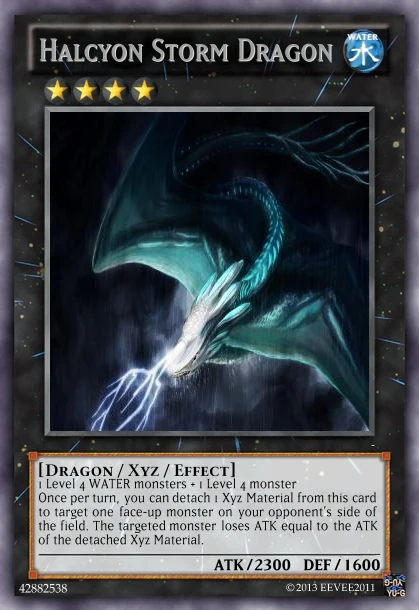 HALCYON STORM DRAGON
WATER
水
[DRAGON / XYZ / EFFECT]
1 Level 4 WATER monsters + 1 Level 4 monster
Once per turn, you can detach 1 Xyz Material from this card
to target one face-up monster on your opponent's side of
the field. The targeted monster loses ATK equal to the ATK
of the detached Xyz Material.
ATK/2300 DEF/1600
42882538
©2013 EEVEE2011